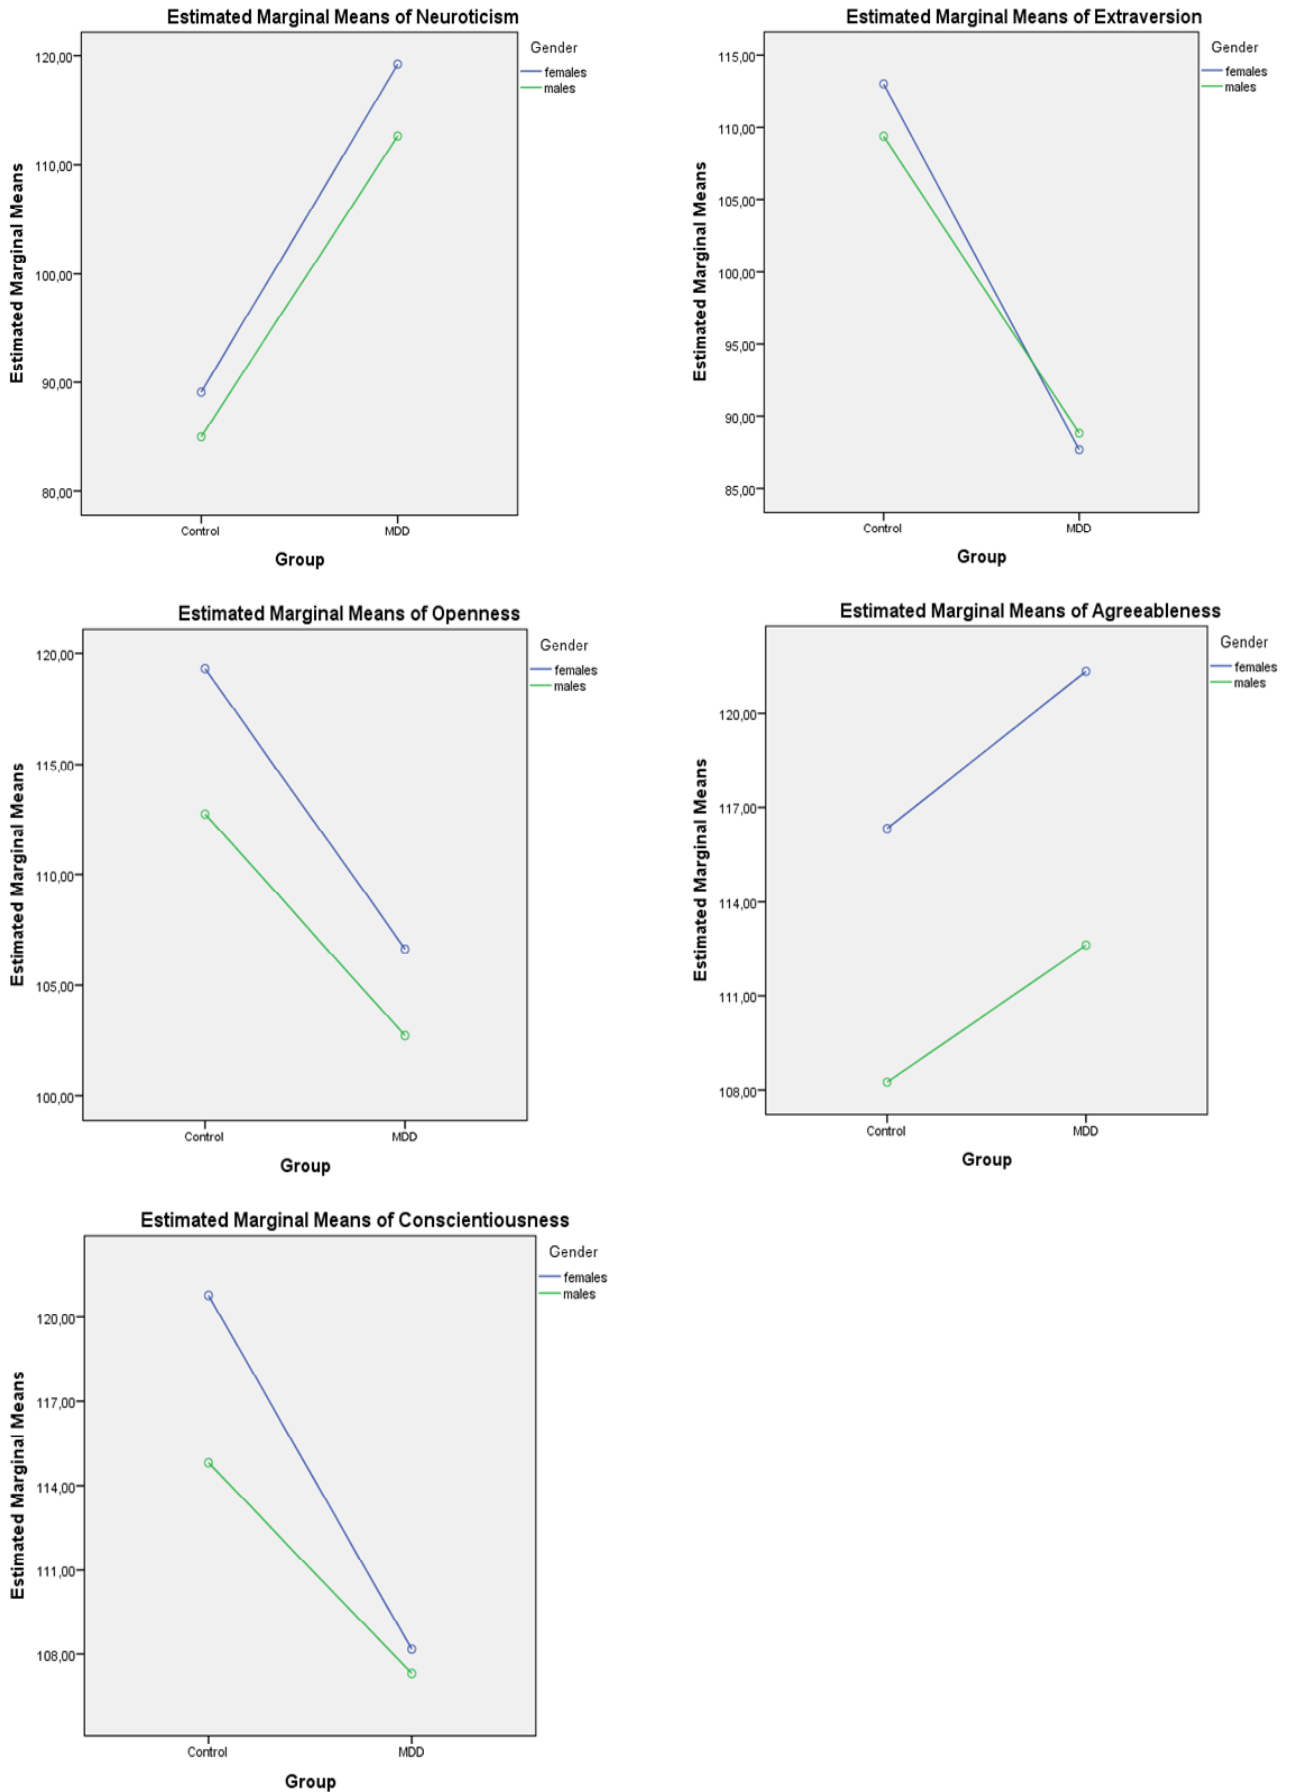 Estimated Marginal Means of Neuroticism
Gender
females
males
Estimated Marginal Means
120,00
110,00
100,00
90,00
80,00
Control
MDD
Group
Estimated Marginal Means of Extraversion
Gender
females
males
Estimated Marginal Means
115,00
110,00
105,00
100,00
95,00
90,00
85,00
Control
MDD
Group
Estimated Marginal Means of Openness
Gender
females
males
Estimated Marginal Means
120,00
115,00
110,00
105,00
100,00
Control
MDD
Group
Estimated Marginal Means of Agreeableness
Gender
females
males
Estimated Marginal Means
120,00
117,00
114,00
111,00
108,00
Control
MDD
Group
Estimated Marginal Means of Conscientiousness
Gender
females
males
Estimated Marginal Means
120,00
117,00
114,00
111,00
108,00
Control
MDD
Group